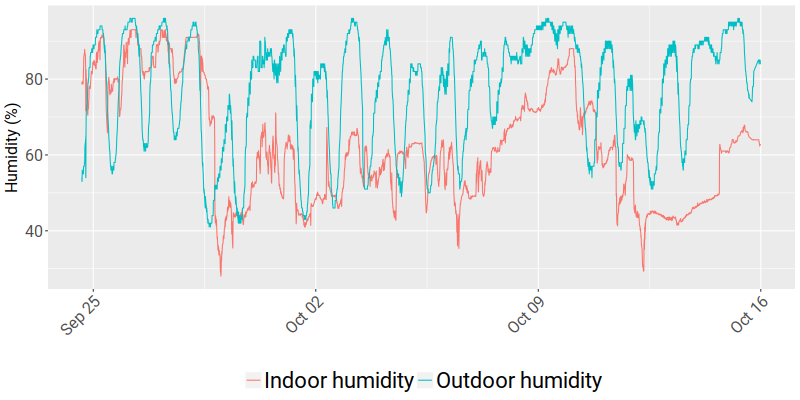 Humidity (%)
80
60
40
Sep 25
Oct 02
Oct 09
Oct 16
Indoor humidity
Outdoor humidity